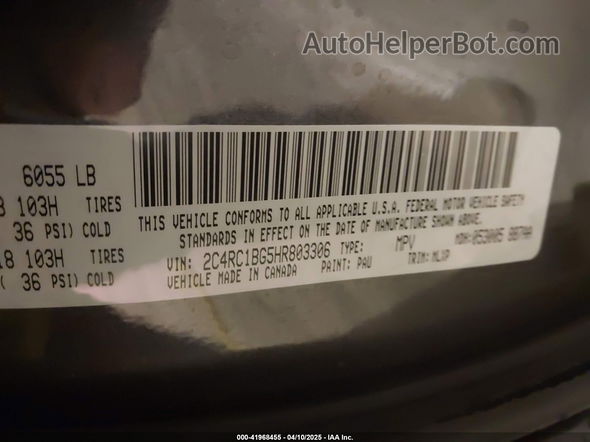 AutoHelperBot.com
6055 LB
103H TIRES
36 PSI) COLD
18 103H TIRES
( 36 PSI) COLD
THIS VEHICLE CONFORMS TO ALL APPLICABLE U.S.A. FEDERAL MOTOR VEHICLE SAFETY
STANDARDS IN EFFECT ON THE DATE OF MANUFACTURE SHOWN ABOVE.
VIN: 2C4RC1BG5HR803306 TYPE: MPV MDH:
VEHICLE MADE IN CANADA PAINT: PAU TRIM:
000-41968455 — 04/10/2025 — IAA Inc.